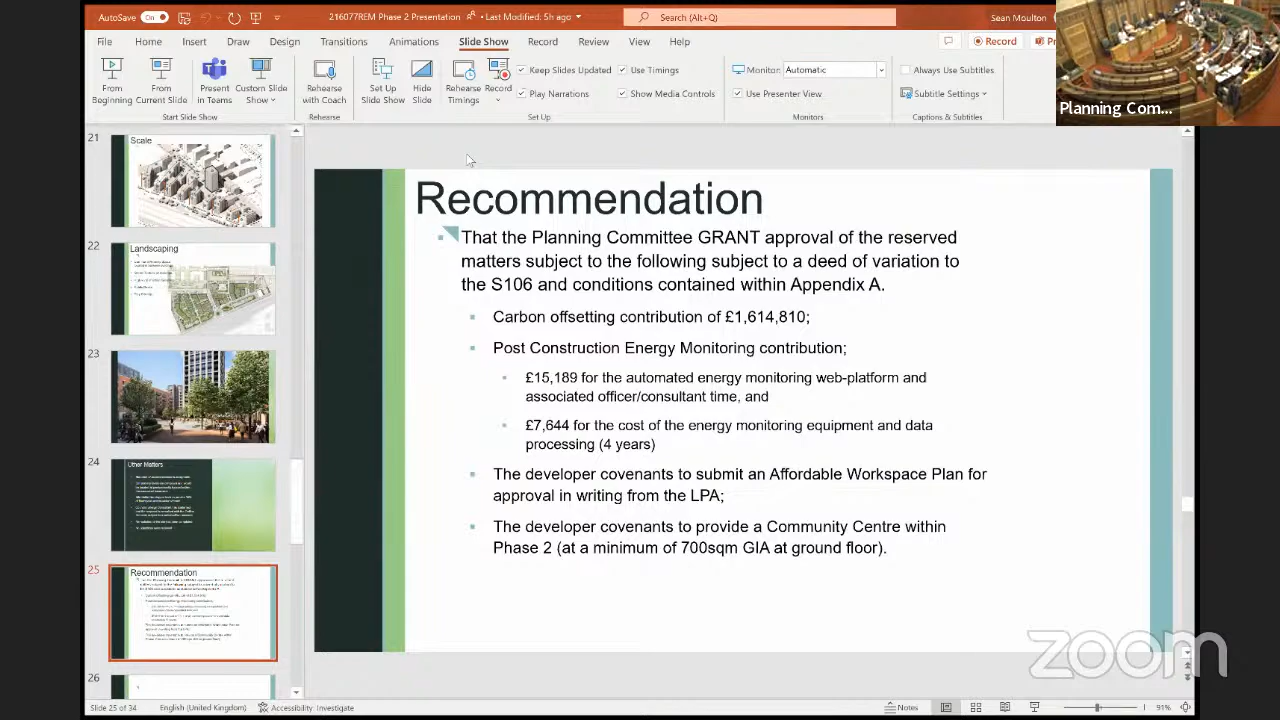 AutoSave
On
216077REM Phase 2 Presentation
• Last Modified: 5h ago
Search (Alt+Q)
Sean Moulton
File
Home
Insert
Draw
Design
Transitions
Animations
Slide Show
Record
Review
View
Help
Record
From Beginning
From Current Slide
Present in Teams
Custom Slide Show
Rehearse with Coach
Set Up Slide Show
Hide Slide
Rehearse Timings
Record
Keep Slides Updated
Use Timings
Play Narrations
Show Media Controls
Monitor:
Automatic
Use Presenter View
Always Use Subtitles
Subtitle Settings
Start Slide Show
Rehearse
Set Up
Monitors
Captions & Subtitles
Planning Com...
21
Scale
22
Landscaping
23
24
Other Matters
25
Recommendation
26
Recommendation
That the Planning Committee GRANT approval of the reserved
matters subject to the following subject to a deed of variation to
the S106 and conditions contained within Appendix A.
Carbon offsetting contribution of £1,614,810;
Post Construction Energy Monitoring contribution;
£15,189 for the automated energy monitoring web-platform and
associated officer/consultant time, and
£7,644 for the cost of the energy monitoring equipment and data
processing (4 years)
The developer covenants to submit an Affordable Workspace Plan for
approval in writing from the LPA;
The developer covenants to provide a Community Centre within
Phase 2 (at a minimum of 700sqm GIA at ground floor).
zoom
Slide 25 of 34
English (United Kingdom)
Accessibility: Investigate
Notes
91%